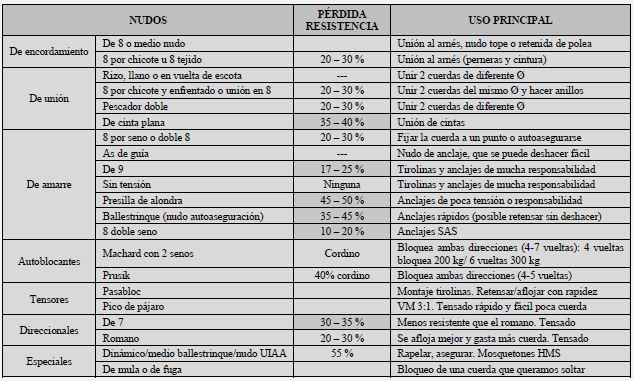 NUDOS PÉRDIDA RESISTENCIA USO PRINCIPAL
De encordamiento
De 8 o medio nudo Unión al arnés, nudo tope o retenida de polea
8 por chicote u 8 tejido 20 – 30 % Unión al arnés (perneras y cintura)
De unión
Rizo, llano o en vuelta de escota --- Unir 2 cuerdas de diferente Ø
8 por chicote y enfrentado o unión en 8 20 – 30 % Unir 2 cuerdas del mismo Ø y hacer anillos
Pescador doble 20 – 30 % Unir 2 cuerdas de diferente Ø
De cinta plana 35 – 40 % Unión de cintas
De amarre
8 por seno o doble 8 20 – 30 % Fijar la cuerda a un punto o autoasegurarse
As de guía --- Nudo de anclaje, que se puede deshacer fácil
De 9 17 – 25 % Tirolinas y anclajes de mucha responsabilidad
Sin tensión Ninguna Tirolinas y anclajes de mucha responsabilidad
Presilla de alondra 45 – 50 % Anclajes de poca tensión o responsabilidad
Ballestrinque (nudo autoaseguración) 35 – 45 % Anclajes rápidos (posible retensar sin deshacer)
8 doble seno 10 – 20 % Anclajes SAS
Autoblocantes
Machard con 2 senos Cordino Bloquea ambas direcciones (4-7 vueltas): 4 vueltas
bloquea 200 kg/ 6 vueltas 300 kg
Prusik 40% cordino Bloquea ambas direcciones (4-5 vueltas)
Tensores
Pasabloc Montaje tirolinas. Retensar/aflojar con rapidez
Pico de pájaro VM 3:1. Tensado rápido y fácil poca cuerda
Direccionales
De 7 30 – 35 % Menos resistente que el romano. Tensado
Romano 20 – 30 % Se afloja mejor y gasta más cuerda. Tensado
Especiales
Dinámico/medio ballestrinque/nudo UIAA 55 % Rapelar, asegurar. Mosquetones HMS
De mula o de fuga Bloqueo de una cuerda que queramos soltar